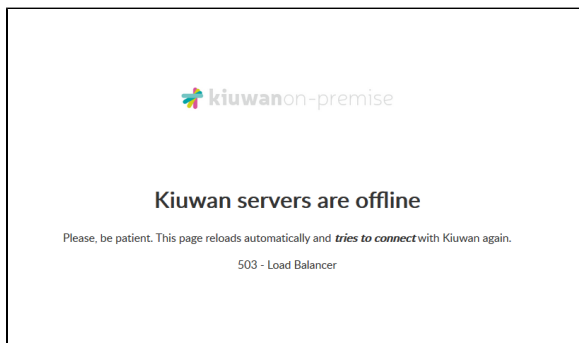 kiuwanon-premise
Kiuwan servers are offline
Please, be patient. This page reloads automatically and tries to connect with Kiuwan again.
503 - Load Balancer